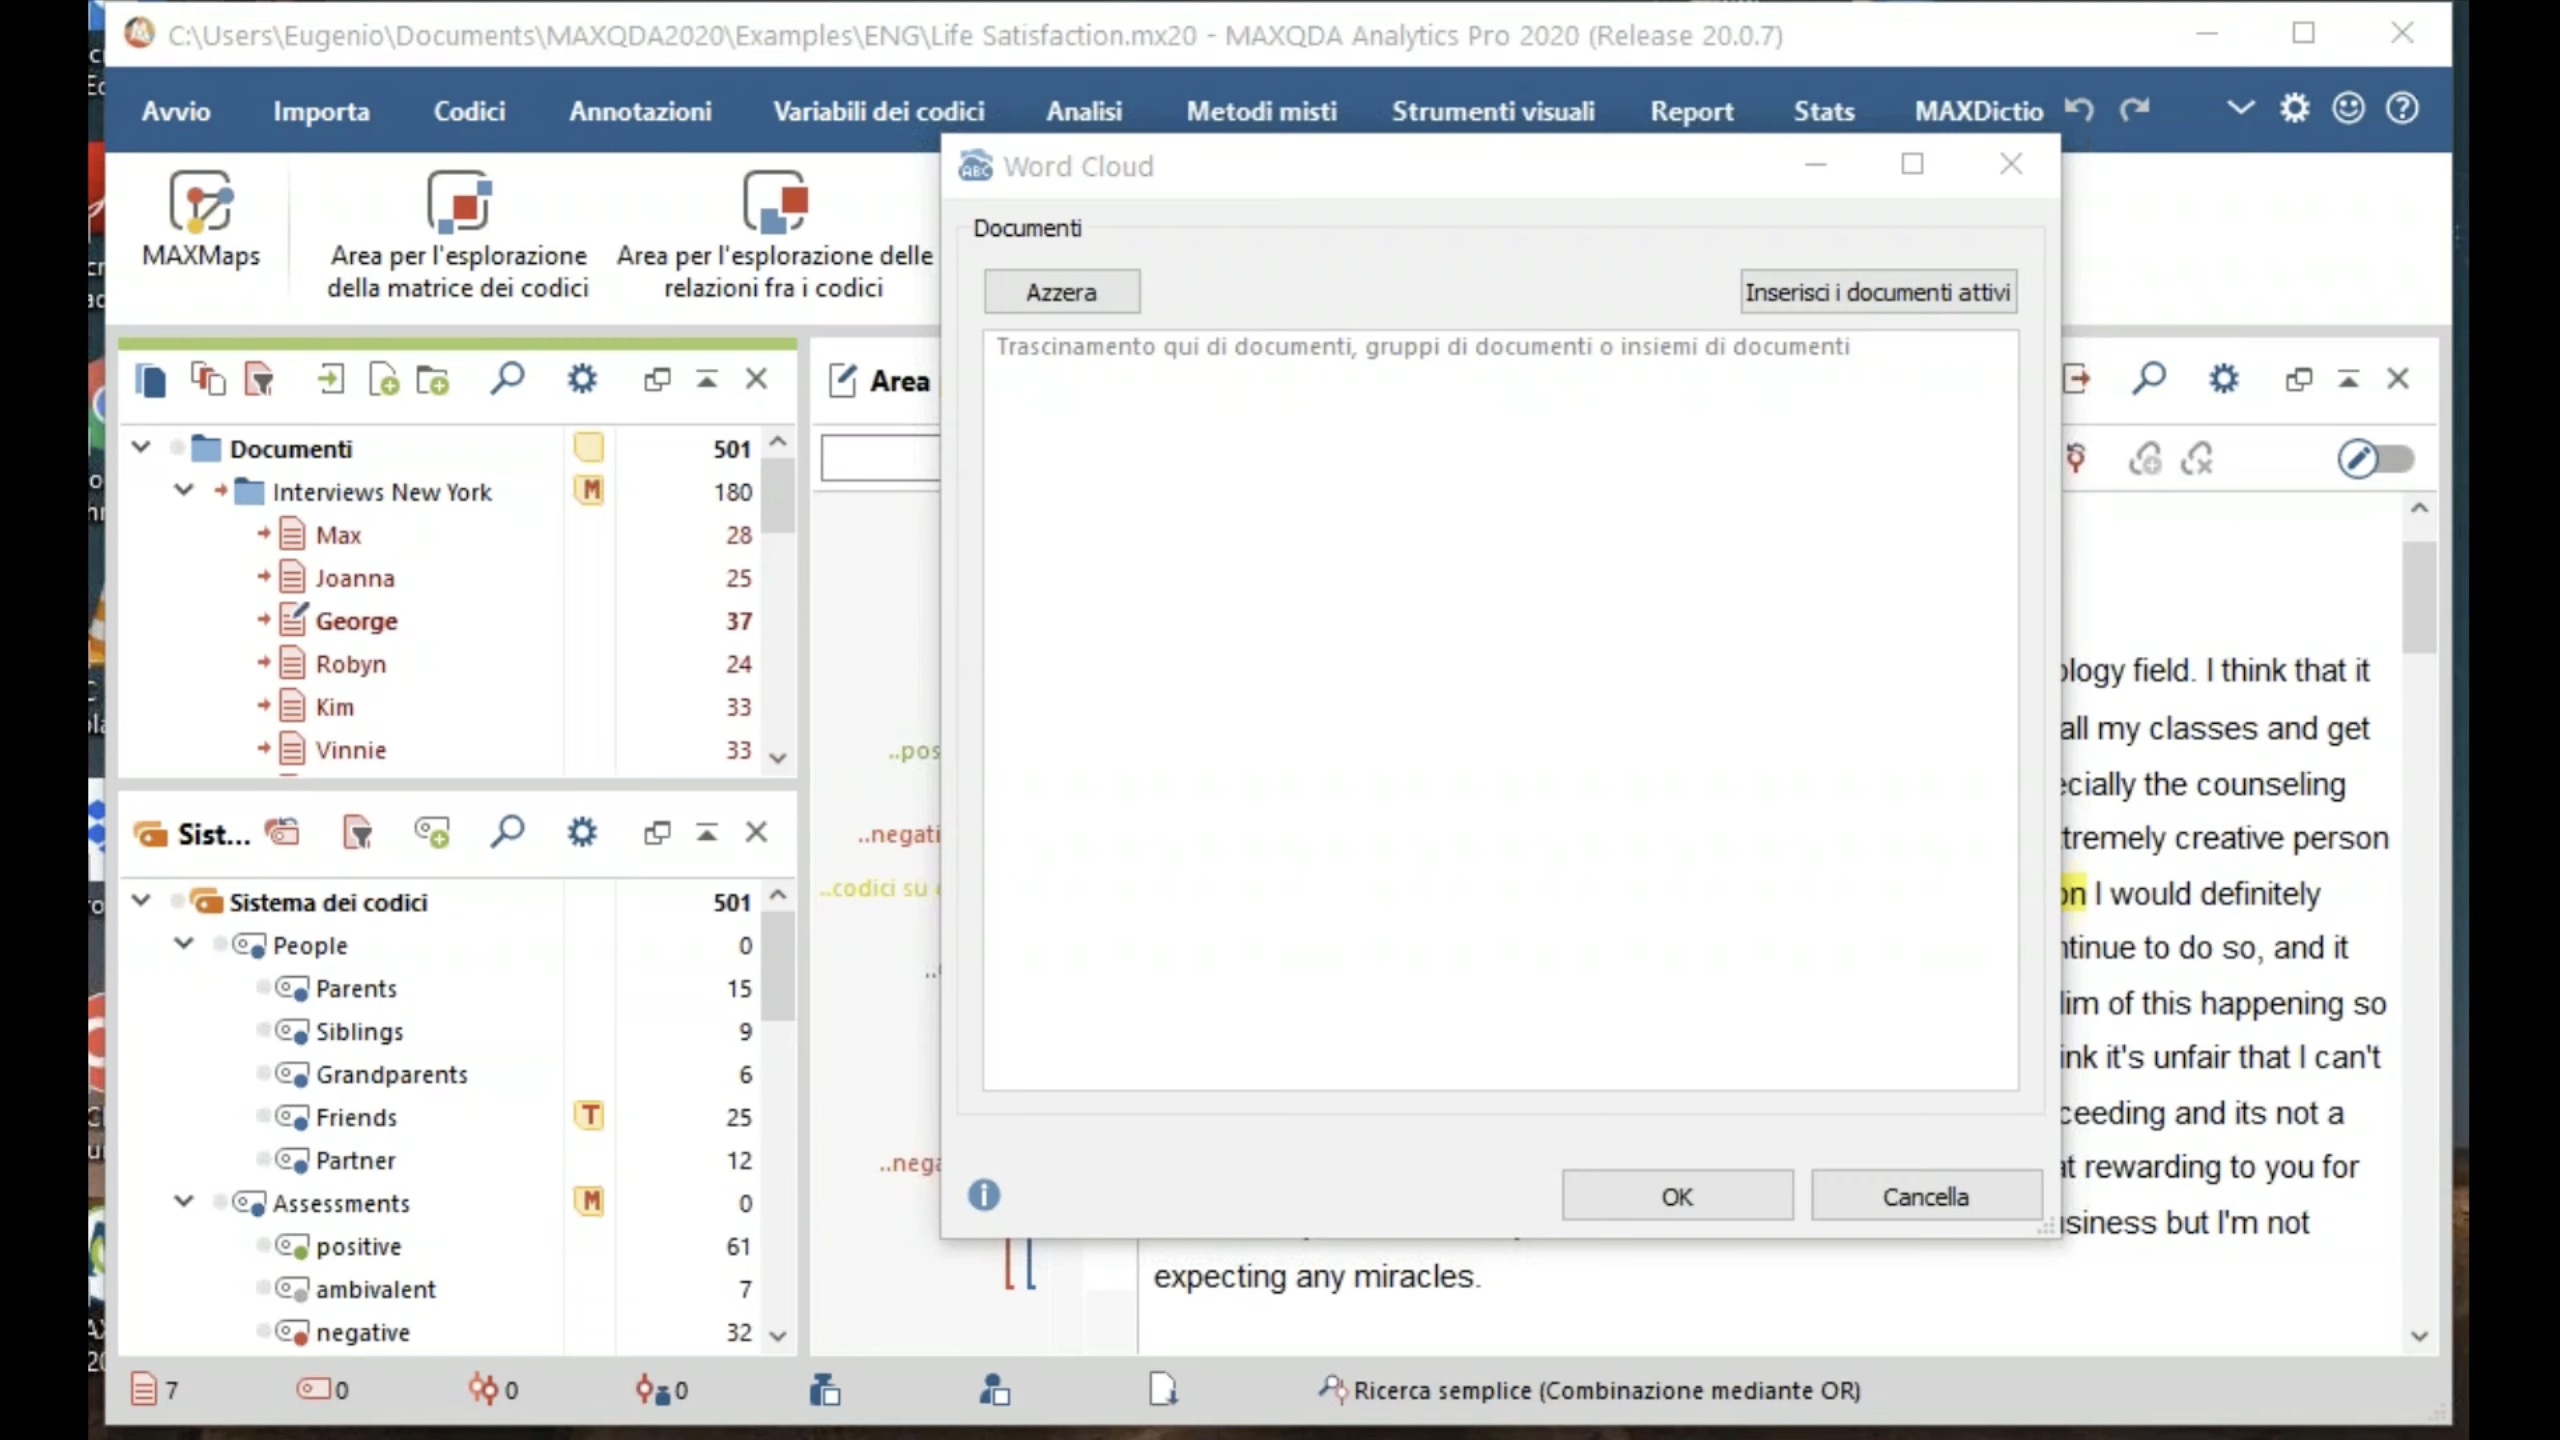 C:\Users\Eugenio\Documents\MAXQDA2020\Examples\ENG\Life Satisfaction.mx20 - MAXQDA Analytics Pro 2020 (Release 20.0.7)
Avvio Importa Codici Annotazioni Variabili dei codici Analisi Metodi misti Strumenti visuali Report Stats MAXDictio
MAXMaps
Area per l'esplorazione
della matrice dei codici
Area per l'esplorazione delle
relazioni fra i codici
Word Cloud
Documenti
Azzera
Inserisci i documenti attivi
Trascinamento qui di documenti, gruppi di documenti o insiemi di documenti
OK
Cancella
Documenti 501
Interviews New York M 180
Max 28
Joanna 25
George 37
Robyn 24
Kim 33
Vinnie 33
Sist...
Sistema dei codici 501
People 0
Parents 15
Siblings 9
Grandparents 6
Friends T 25
Partner 12
Assessments M 0
positive 61
ambivalent 7
negative 32
Area
..pos
..negati
..codici su
..nega
ology field. I think that it
all my classes and get
ecially the counseling
tremely creative person
on I would definitely
ntinue to do so, and it
lim of this happening so
ink it's unfair that I can't
ceeding and its not a
at rewarding to you for
usiness but I'm not
expecting any miracles.
7 0 0 0 Ricerca semplice (Combinazione mediante OR)